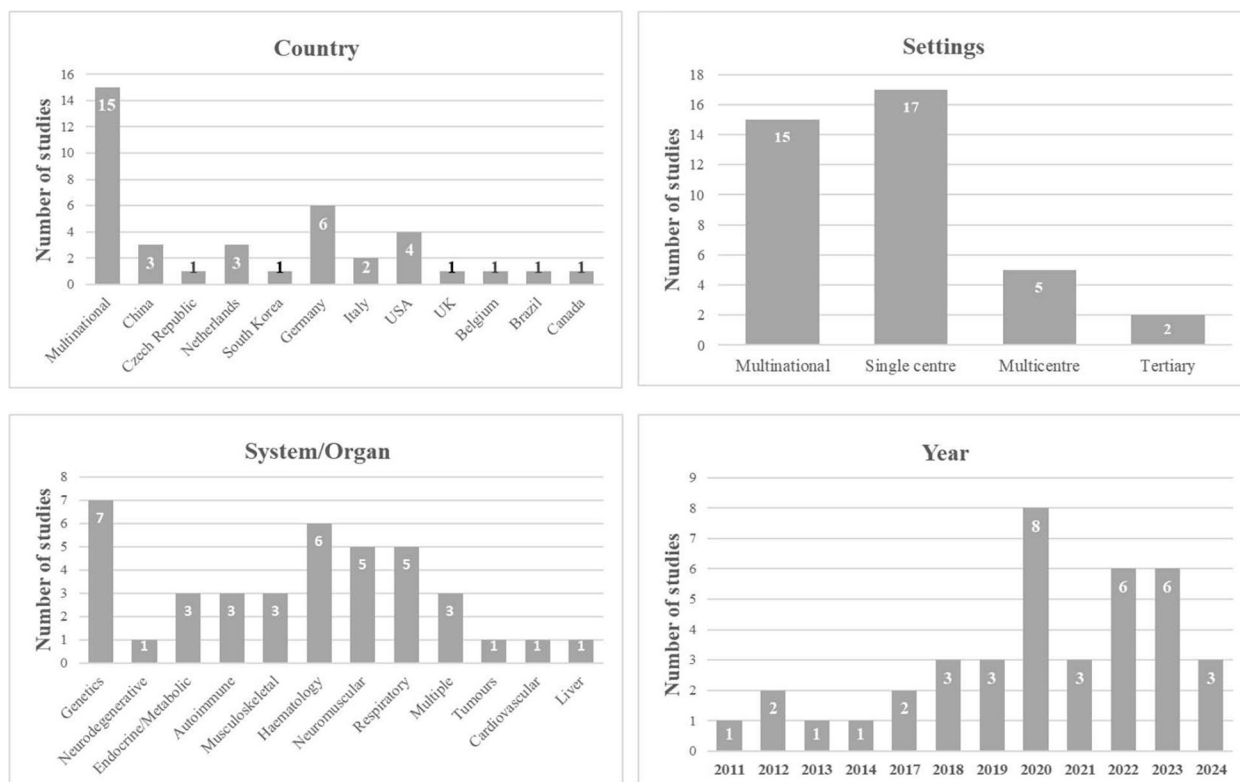 Country
Number of studies
16
14
12
10
8
6
4
2
0
15
3
1
3
1
6
2
4
1
1
1
1
Multinational
China
Czech Republic
Netherlands
South Korea
Germany
Italy
USA
UK
Belgium
Brazil
Canada
Settings
Number of studies
18
16
14
12
10
8
6
4
2
0
15
17
5
2
Multinational
Single centre
Multicentre
Tertiary
System/Organ
Number of studies
8
7
6
5
4
3
2
1
0
7
1
3
3
3
6
5
5
3
1
1
1
Genetics
Neurodegenerative
Endocrine/Metabolic
Autoimmune
Musculoskeletal
Haematology
Neuromuscular
Respiratory
Multiple
Tumours
Cardiovascular
Liver
Year
Number of studies
9
8
7
6
5
4
3
2
1
0
1
2
1
1
2
3
3
8
3
6
6
3
2011
2012
2013
2014
2017
2018
2019
2020
2021
2022
2023
2024